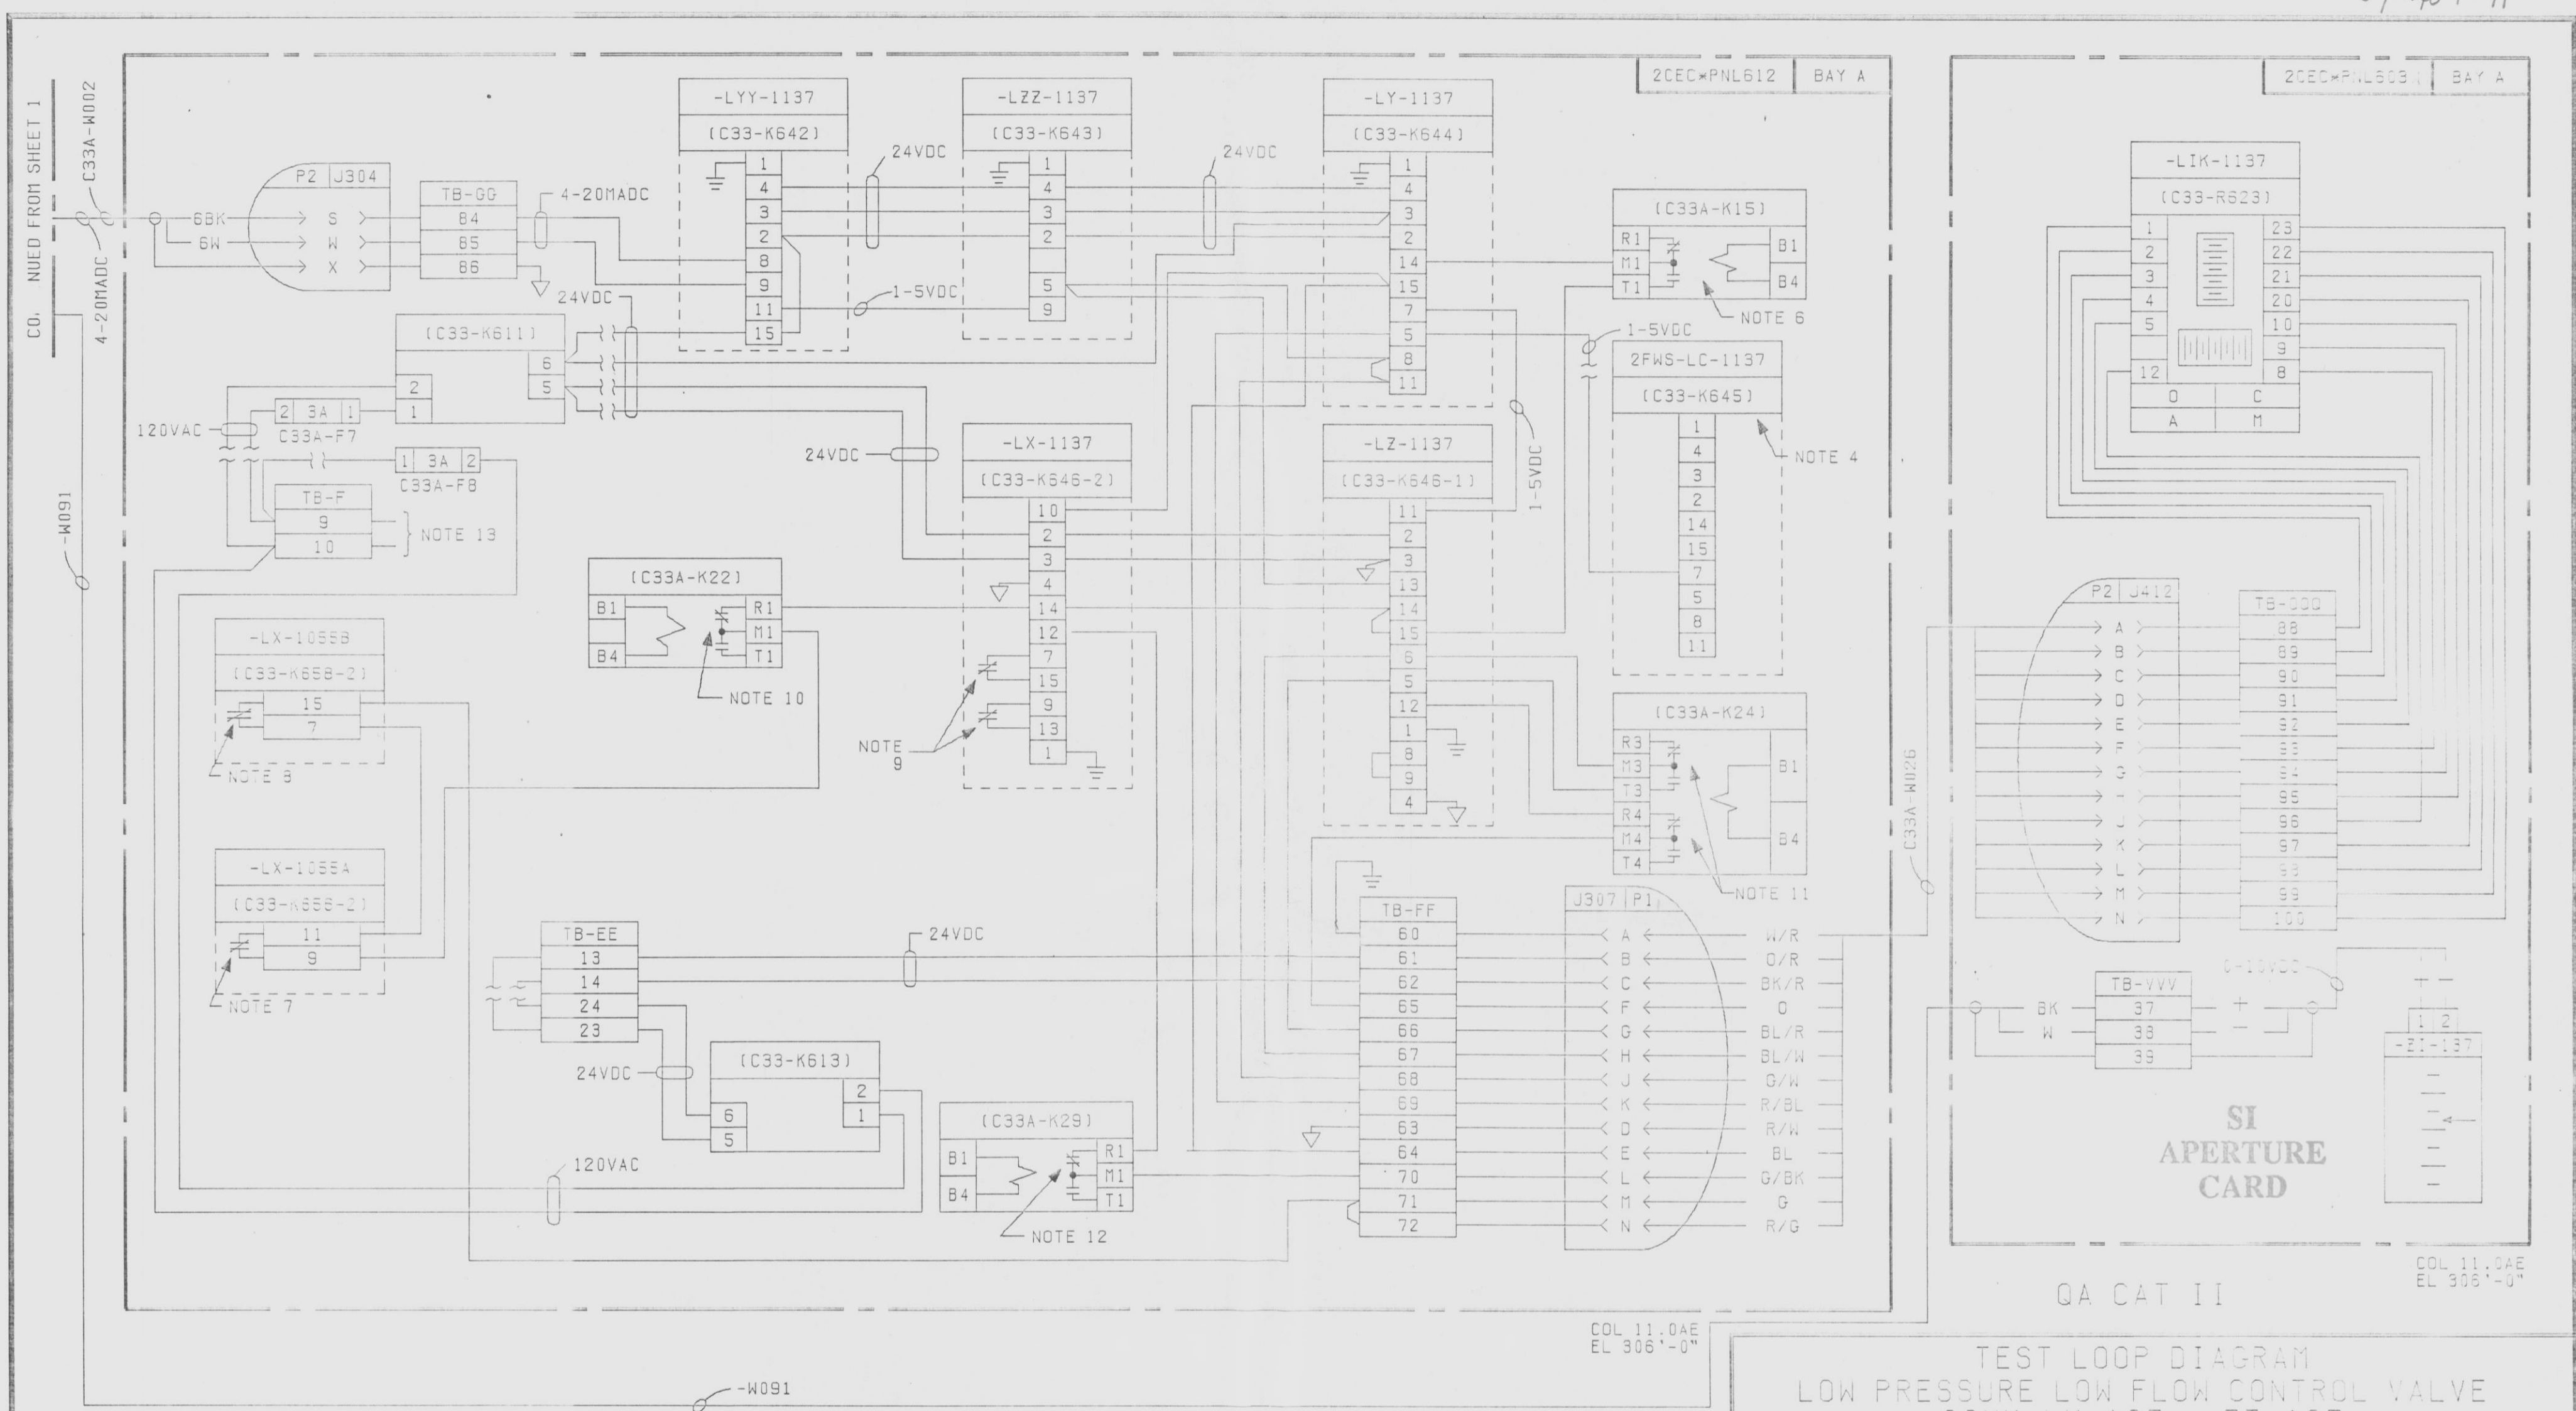 CO. NUED FROM SHEET 1
C33A-W002
4-20MADC
-W091
2CEC*PNL612 BAY A
P2 J304
6BK S
6W W
X
TB-GG
84
85
86
4-20MADC
-LYY-1137
(C33-K642)
1
4
3
2
8
9
11
15
24VDC
1-5VDC
-LZZ-1137
(C33-K643)
1
4
3
2
5
9
24VDC
-LY-1137
(C33-K644)
1
4
3
2
14
15
7
5
8
11
(C33A-K15)
R1
M1
T1
B1
B4
NOTE 6
1-5VDC
2FWS-LC-1137
(C33-K645)
1
4
3
2
14
15
7
5
8
11
NOTE 4
24VDC
(C33-K611)
6
5
2
1
2 3A 1
C33A-F7
120VAC
1 3A 2
C33A-F8
TB-F
9
10
NOTE 13
24VDC
-LX-1137
(C33-K646-2)
10
2
3
4
14
12
7
15
9
13
1
NOTE
9
-LZ-1137
(C33-K646-1)
11
2
3
13
14
15
6
5
12
1
8
9
4
1-5VDC
(C33A-K22)
B1
B4
R1
M1
T1
NOTE 10
-LX-1055B
(C33-K658-2)
15
7
NOTE 8
-LX-1055A
9
11
NOTE 7
(C33A-K24)
R3
M3
T3
R4
M4
T4
B1
B4
NOTE 11
TB-EE
13
14
24
23
24VDC
24VDC
(C33-K613)
2
1
6
5
120VAC
(C33A-K29)
B1
B4
R1
M1
T1
NOTE 12
TB-FF
J307 P1
60 A W/R
61 B O/R
62 C BK/R
65 F O
66 G BL/R
67 H BL/W
68 J G/W
69 K R/BL
63 D R/W
64 E BL
70 L G/BK
71 M G
72 N R/G
COL 11.0AE
EL 306'-0"
-W091
C33A-W026
BAY A
-LIK-1137
(C33-R623)
1 23
2 22
3 21
4 20
5 10
9
12 8
O C
A M
P2 J412
A 88
B 89
C 90
D 91
E 92
F 93
G 94
95
J 96
K 97
L 98
M 99
N 100
TB-VVV
BK 37 +
W 38 -
39
+ -
1 2
SI
APERTURE
CARD
COL 11.0AE
EL 306'-0"
QA CAT II
TEST LOOP DIAGRAM
LOW PRESSURE LOW FLOW CONTROL VALVE